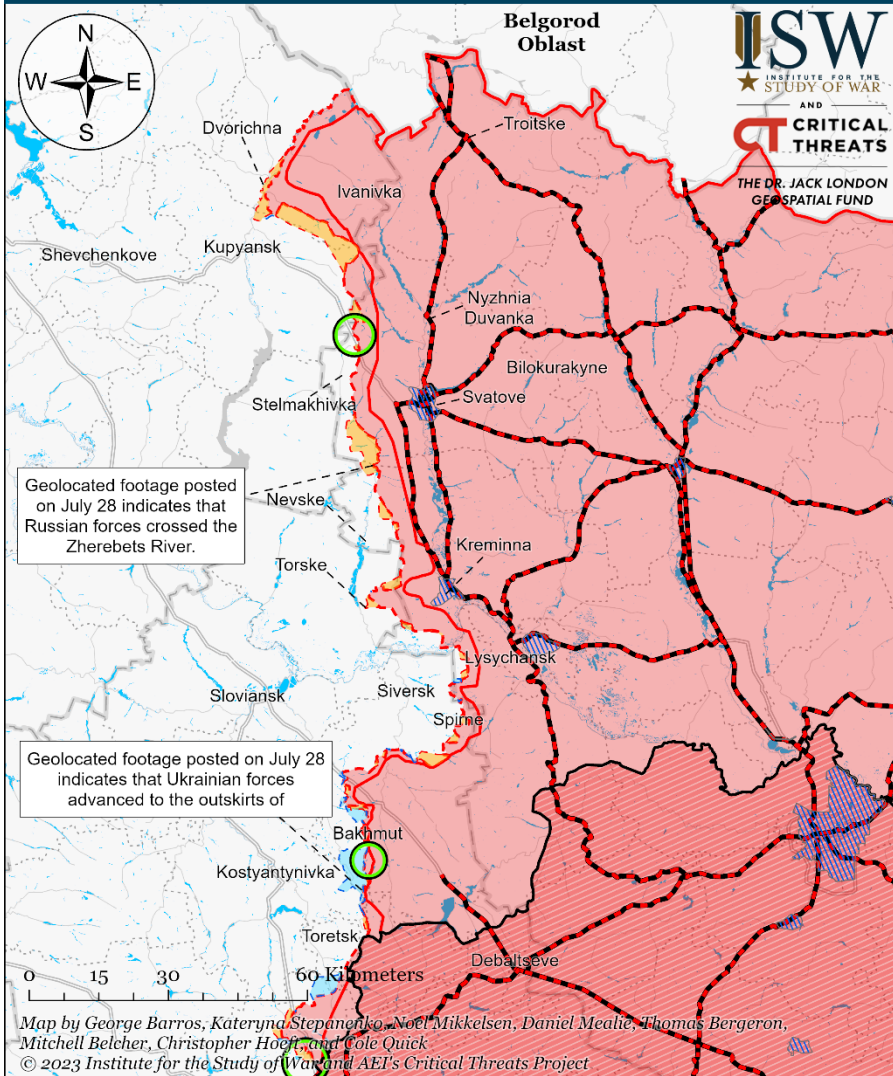 N
W E
S
Belgorod
Oblast
ISW
INSTITUTE FOR THE
STUDY OF WAR
AND
CT CRITICAL
THREATS
THE DR. JACK LONDON
GEOSPATIAL FUND
Dvorichna
Troitske
Ivanivka
Shevchenkove
Kupyansk
Nyzhnia
Duvanka
Bilokurakyne
Stelmakhivka
Svatove
Geolocated footage posted
on July 28 indicates that
Russian forces crossed the
Zherebets River.
Nevske
Torske
Kreminna
Lysychansk
Sloviansk
Siversk
Spirne
Geolocated footage posted on July 28
indicates that Ukrainian forces
advanced to the outskirts of
Bakhmut
Kostyantynivka
Toretsk
Debaltseve
0 15 30 60 Kilometers
Map by George Barros, Kateryna Stepanenko, Noel Mikkelsen, Daniel Mealie, Thomas Bergeron,
Mitchell Belcher, Christopher Hoeft, and Cole Quick
© 2023 Institute for the Study of War and AEI's Critical Threats Project